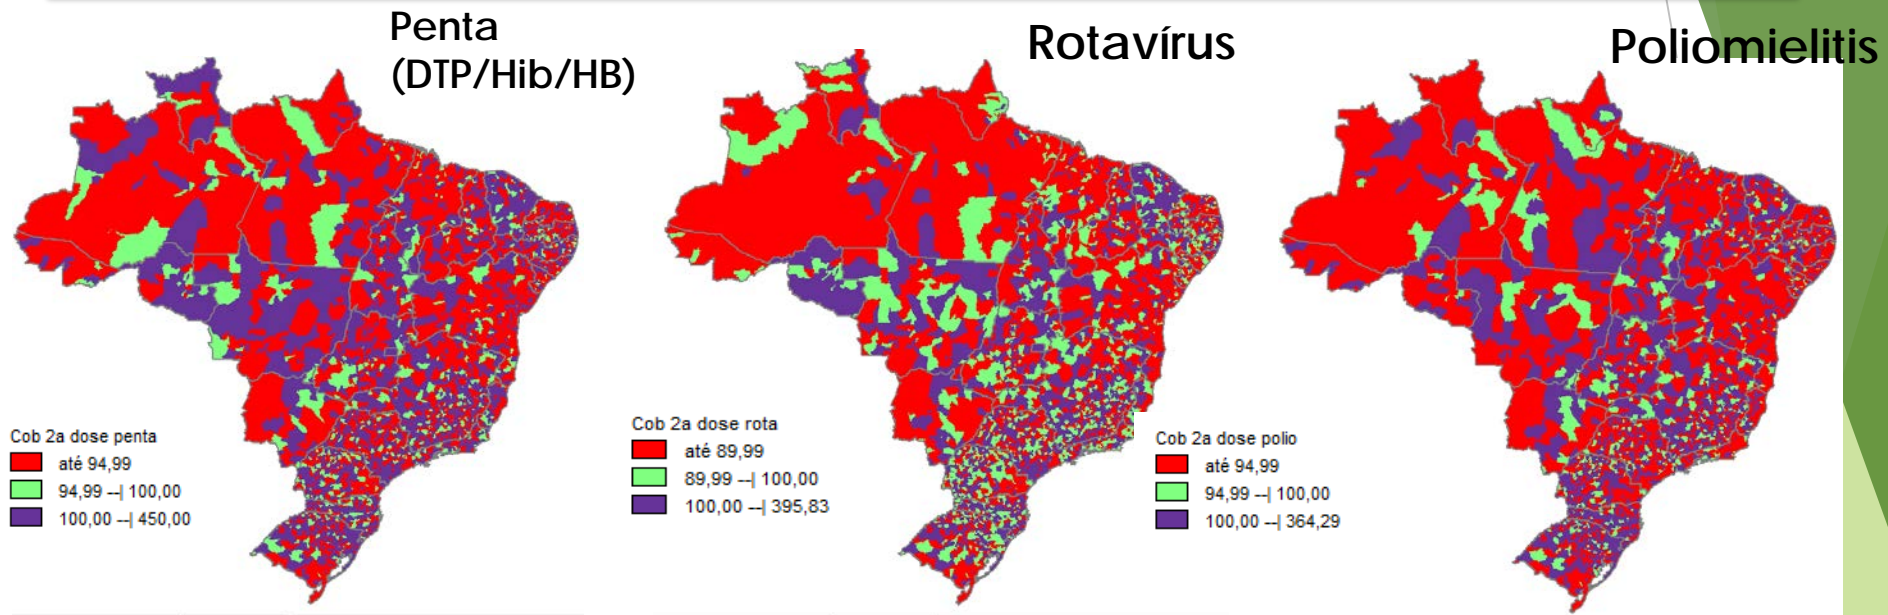 Penta
(DTP/Hib/HB)
Rotavírus
Poliomielitis
Cob 2a dose penta
até 94,99
94,99 --| 100,00
100,00 --| 450,00
Cob 2a dose rota
até 89,99
89,99 --| 100,00
100,00 --| 395,83
Cob 2a dose polio
até 94,99
94,99 --| 100,00
100,00 --| 364,29